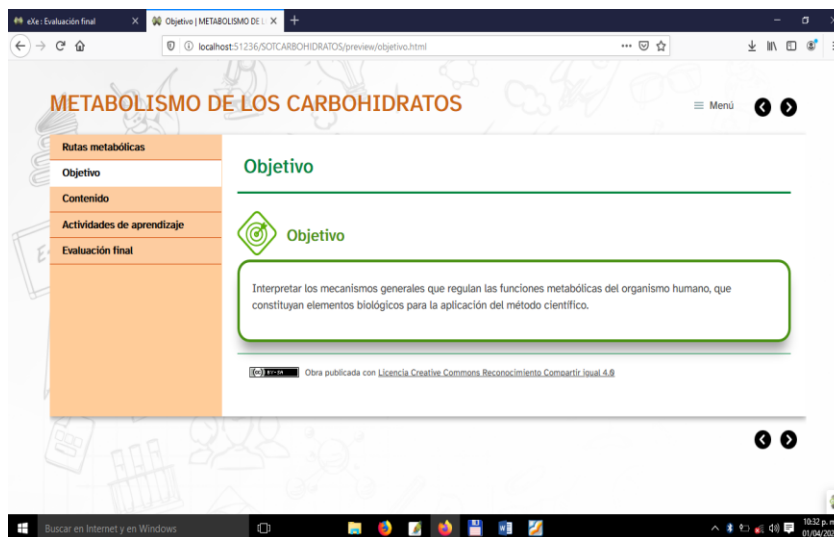 eXe : Evaluación final
Objetivo | METABOLISMO DE L
localhost:51236/SOTCARBOHIDRATOS/preview/objetivo.html
METABOLISMO DE LOS CARBOHIDRATOS
Menú
Rutas metabólicas
Objetivo
Contenido
Actividades de aprendizaje
Evaluación final
Objetivo
Objetivo
Interpretar los mecanismos generales que regulan las funciones metabólicas del organismo humano, que
constituyan elementos biológicos para la aplicación del método científico.
(cc) BY-SA
Obra publicada con Licencia Creative Commons Reconocimiento Compartir igual 4.0
Buscar en Internet y en Windows
10:32 p. m.